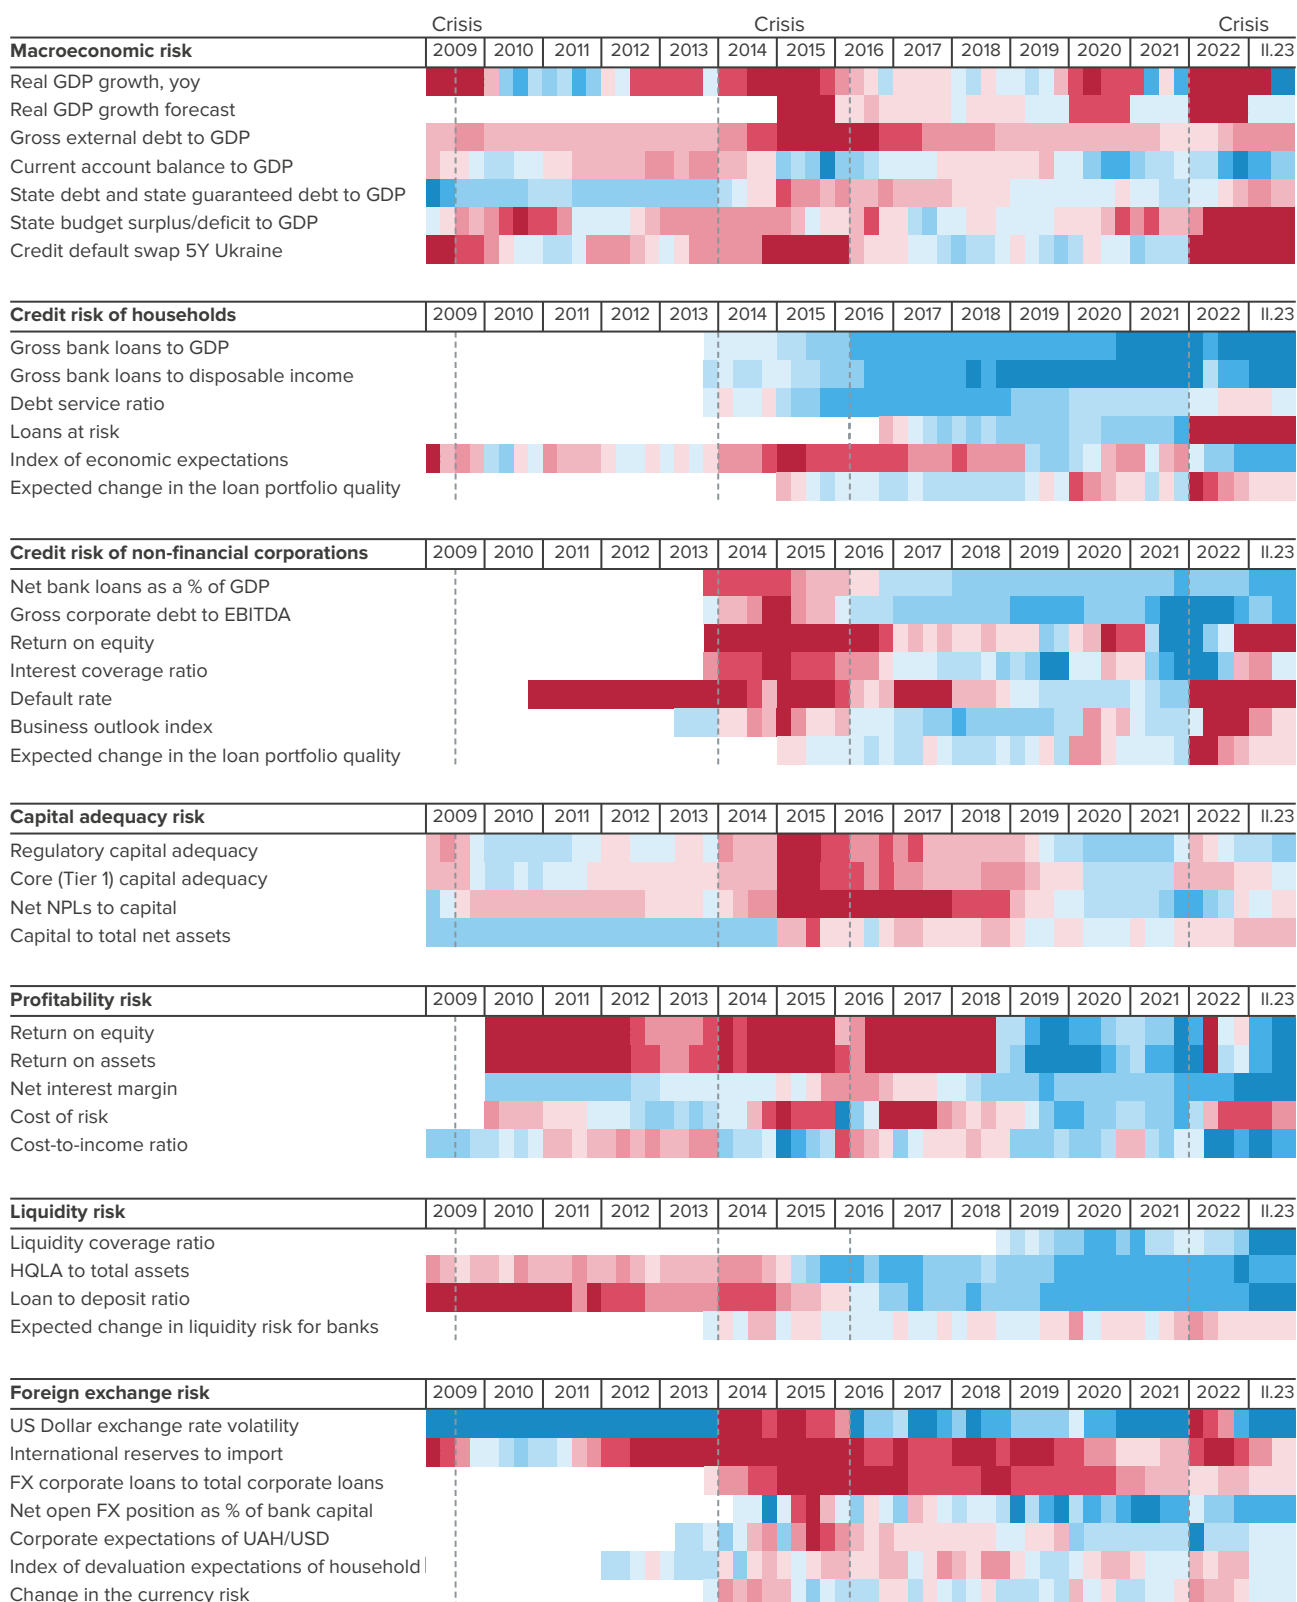 Crisis Crisis Crisis
Macroeconomic risk 2009 2010 2011 2012 2013 2014 2015 2016 2017 2018 2019 2020 2021 2022 II.23
Real GDP growth, yoy
Real GDP growth forecast
Gross external debt to GDP
Current account balance to GDP
State debt and state guaranteed debt to GDP
State budget surplus/deficit to GDP
Credit default swap 5Y Ukraine
Credit risk of households 2009 2010 2011 2012 2013 2014 2015 2016 2017 2018 2019 2020 2021 2022 II.23
Gross bank loans to GDP
Gross bank loans to disposable income
Debt service ratio
Loans at risk
Index of economic expectations
Expected change in the loan portfolio quality
Credit risk of non-financial corporations 2009 2010 2011 2012 2013 2014 2015 2016 2017 2018 2019 2020 2021 2022 II.23
Net bank loans as a % of GDP
Gross corporate debt to EBITDA
Return on equity
Interest coverage ratio
Default rate
Business outlook index
Expected change in the loan portfolio quality
Capital adequacy risk 2009 2010 2011 2012 2013 2014 2015 2016 2017 2018 2019 2020 2021 2022 II.23
Regulatory capital adequacy
Core (Tier 1) capital adequacy
Net NPLs to capital
Capital to total net assets
Profitability risk 2009 2010 2011 2012 2013 2014 2015 2016 2017 2018 2019 2020 2021 2022 II.23
Return on equity
Return on assets
Net interest margin
Cost of risk
Cost-to-income ratio
Liquidity risk 2009 2010 2011 2012 2013 2014 2015 2016 2017 2018 2019 2020 2021 2022 II.23
Liquidity coverage ratio
HQLA to total assets
Loan to deposit ratio
Expected change in liquidity risk for banks
Foreign exchange risk 2009 2010 2011 2012 2013 2014 2015 2016 2017 2018 2019 2020 2021 2022 II.23
US Dollar exchange rate volatility
International reserves to import
FX corporate loans to total corporate loans
Net open FX position as % of bank capital
Corporate expectations of UAH/USD
Index of devaluation expectations of household
Change in the currency risk